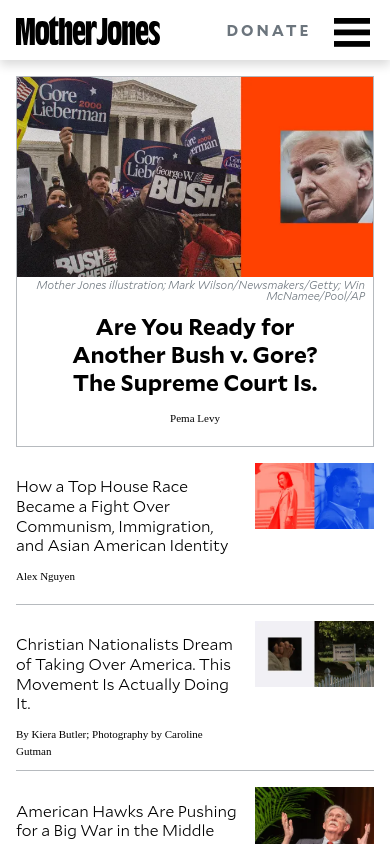 Mother Jones
DONATE
Gore
Lieberman
2000
Gore
Lieberman
GEORGE W.
BUSH
BUSH
CHENEY
Mother Jones illustration; Mark Wilson/Newsmakers/Getty; Win
McNamee/Pool/AP
Are You Ready for
Another Bush v. Gore?
The Supreme Court Is.
Pema Levy
How a Top House Race
Became a Fight Over
Communism, Immigration,
and Asian American Identity
Alex Nguyen
Christian Nationalists Dream
of Taking Over America. This
Movement Is Actually Doing
It.
By Kiera Butler; Photography by Caroline
Gutman
American Hawks Are Pushing
for a Big War in the Middle